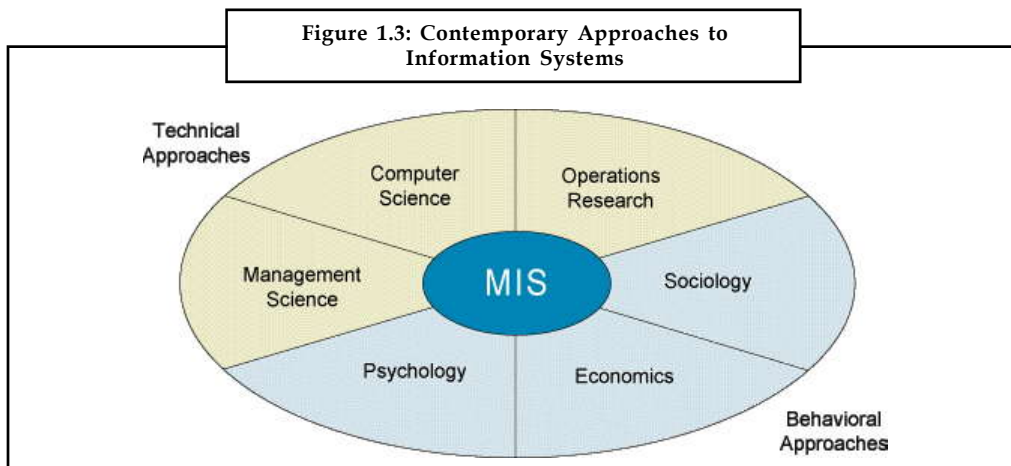 Figure 1.3: Contemporary Approaches to
Information Systems
Technical
Approaches
Computer
Science
Operations
Research
Management
Science
MIS
Sociology
Psychology
Economics
Behavioral
Approaches